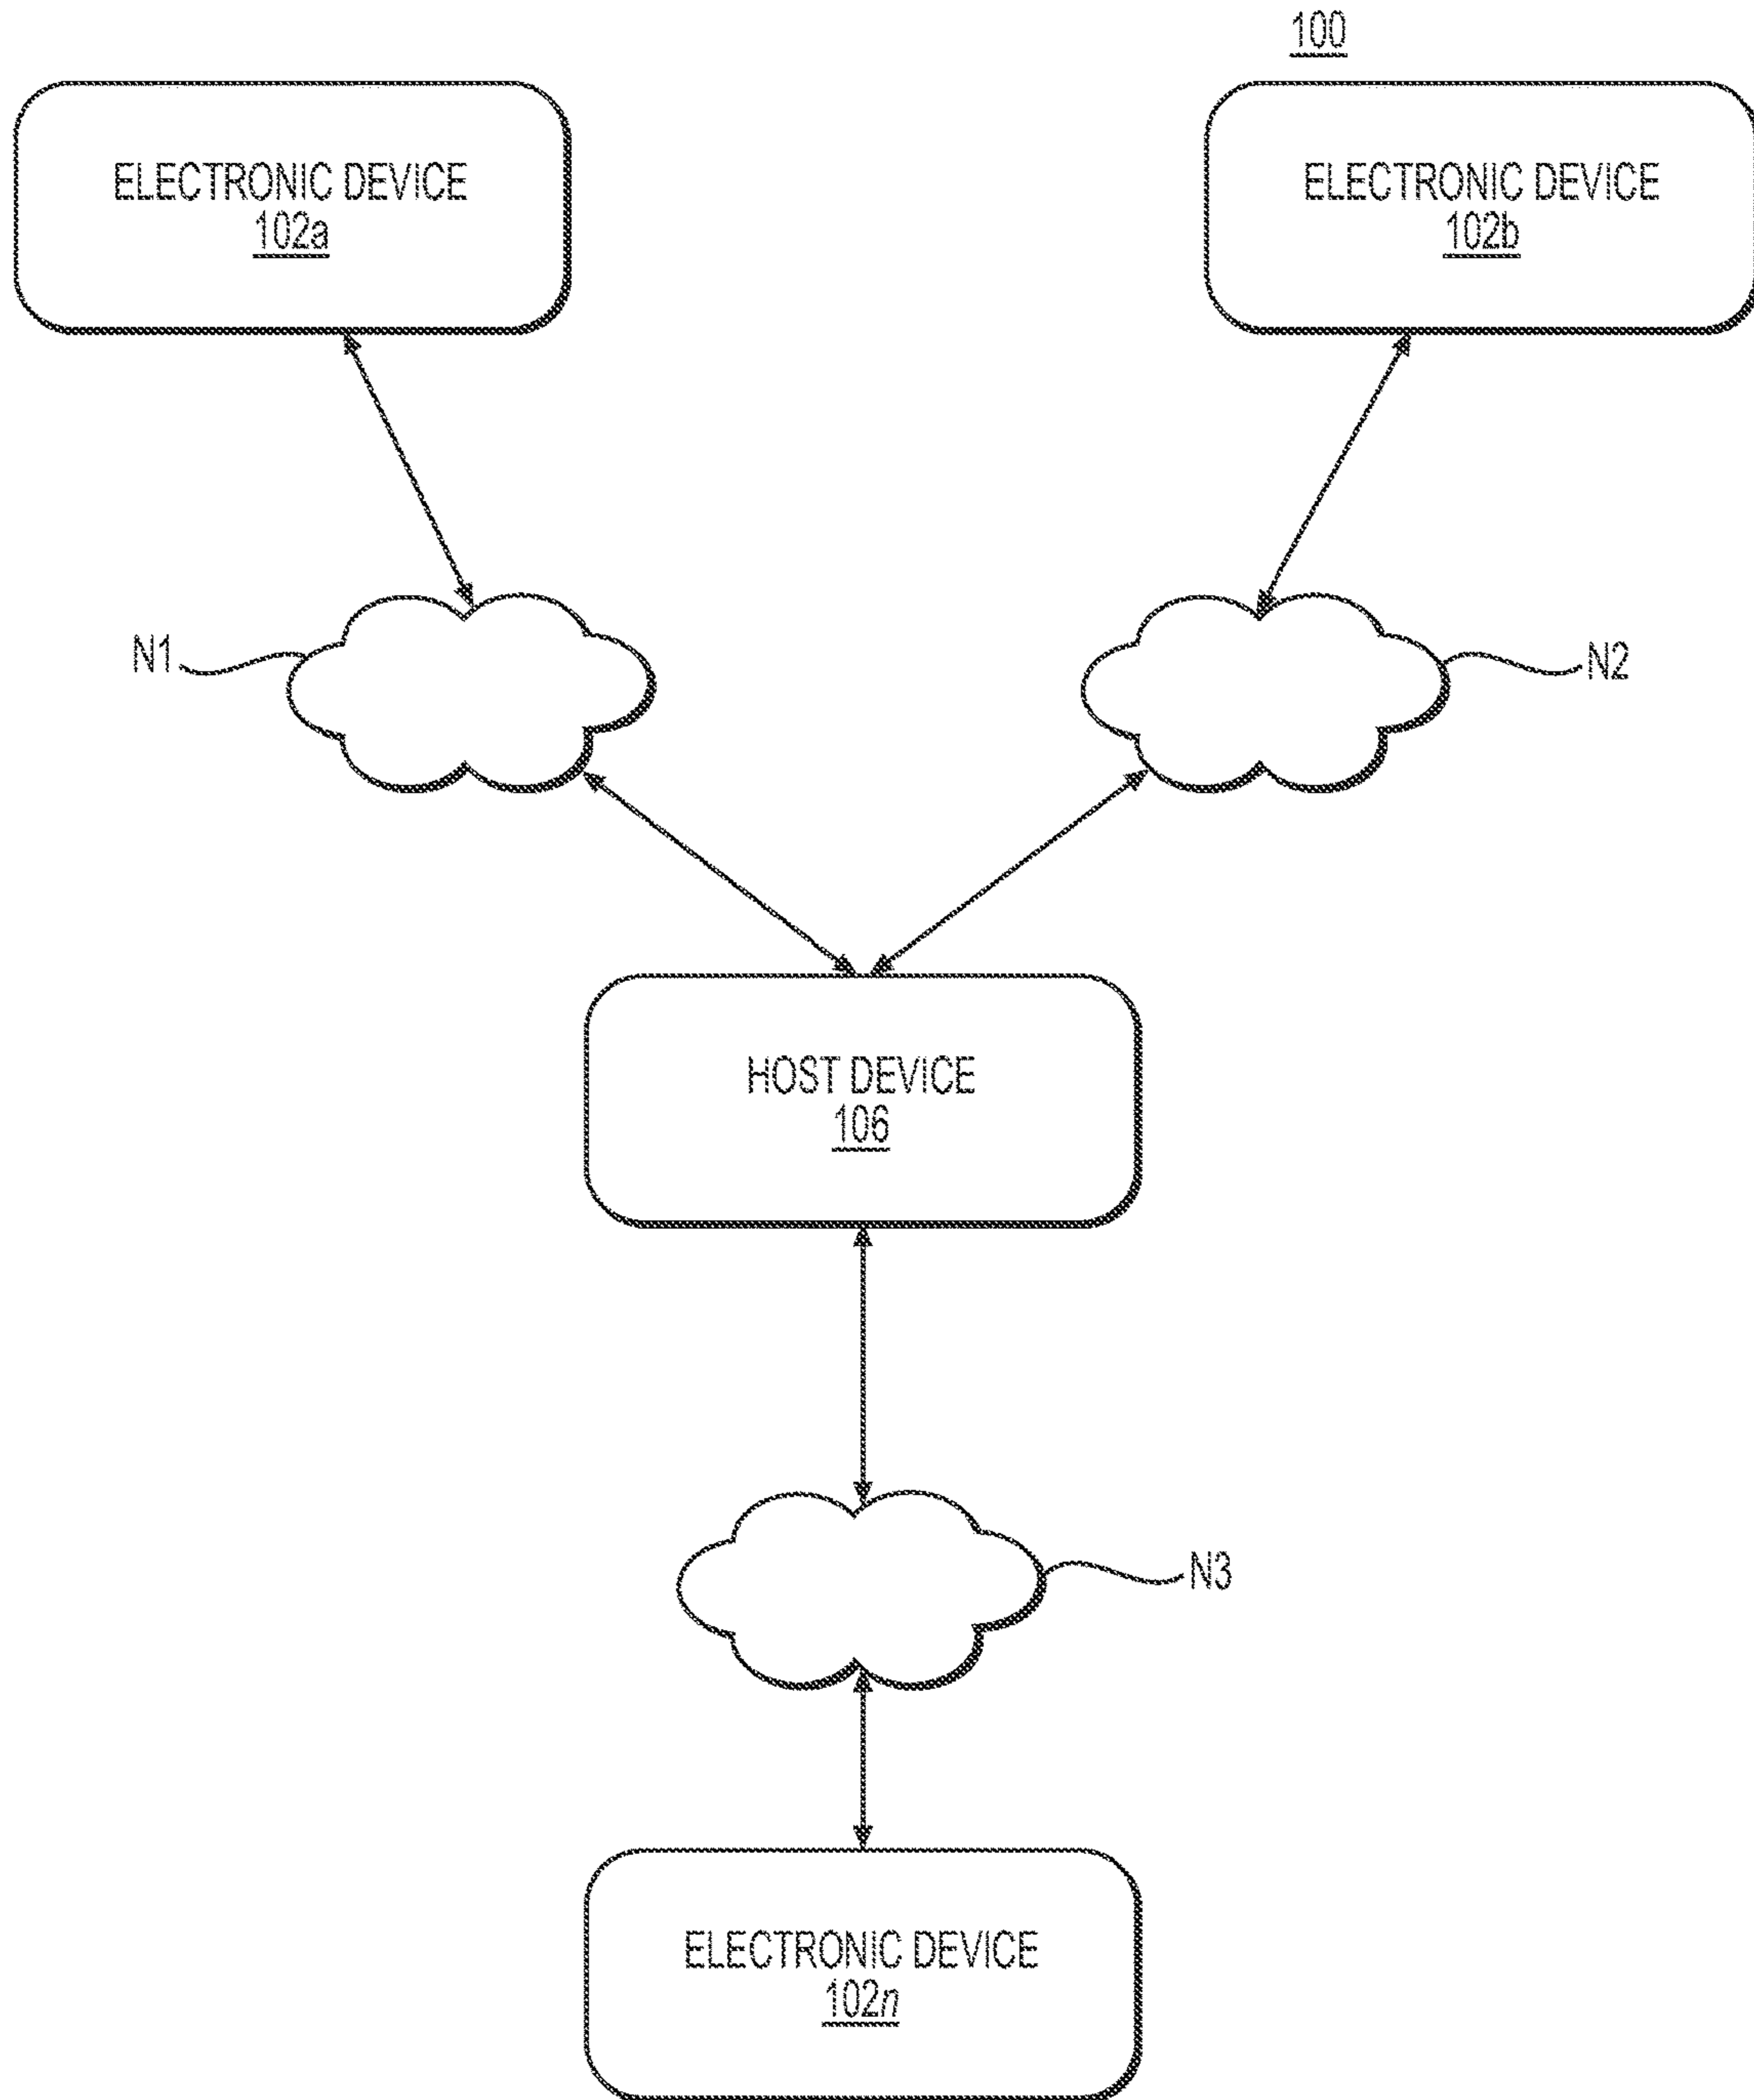 100
ELECTRONIC DEVICE
102a
ELECTRONIC DEVICE
102b
N1
N2
HOST DEVICE
106
N3
ELECTRONIC DEVICE
102n